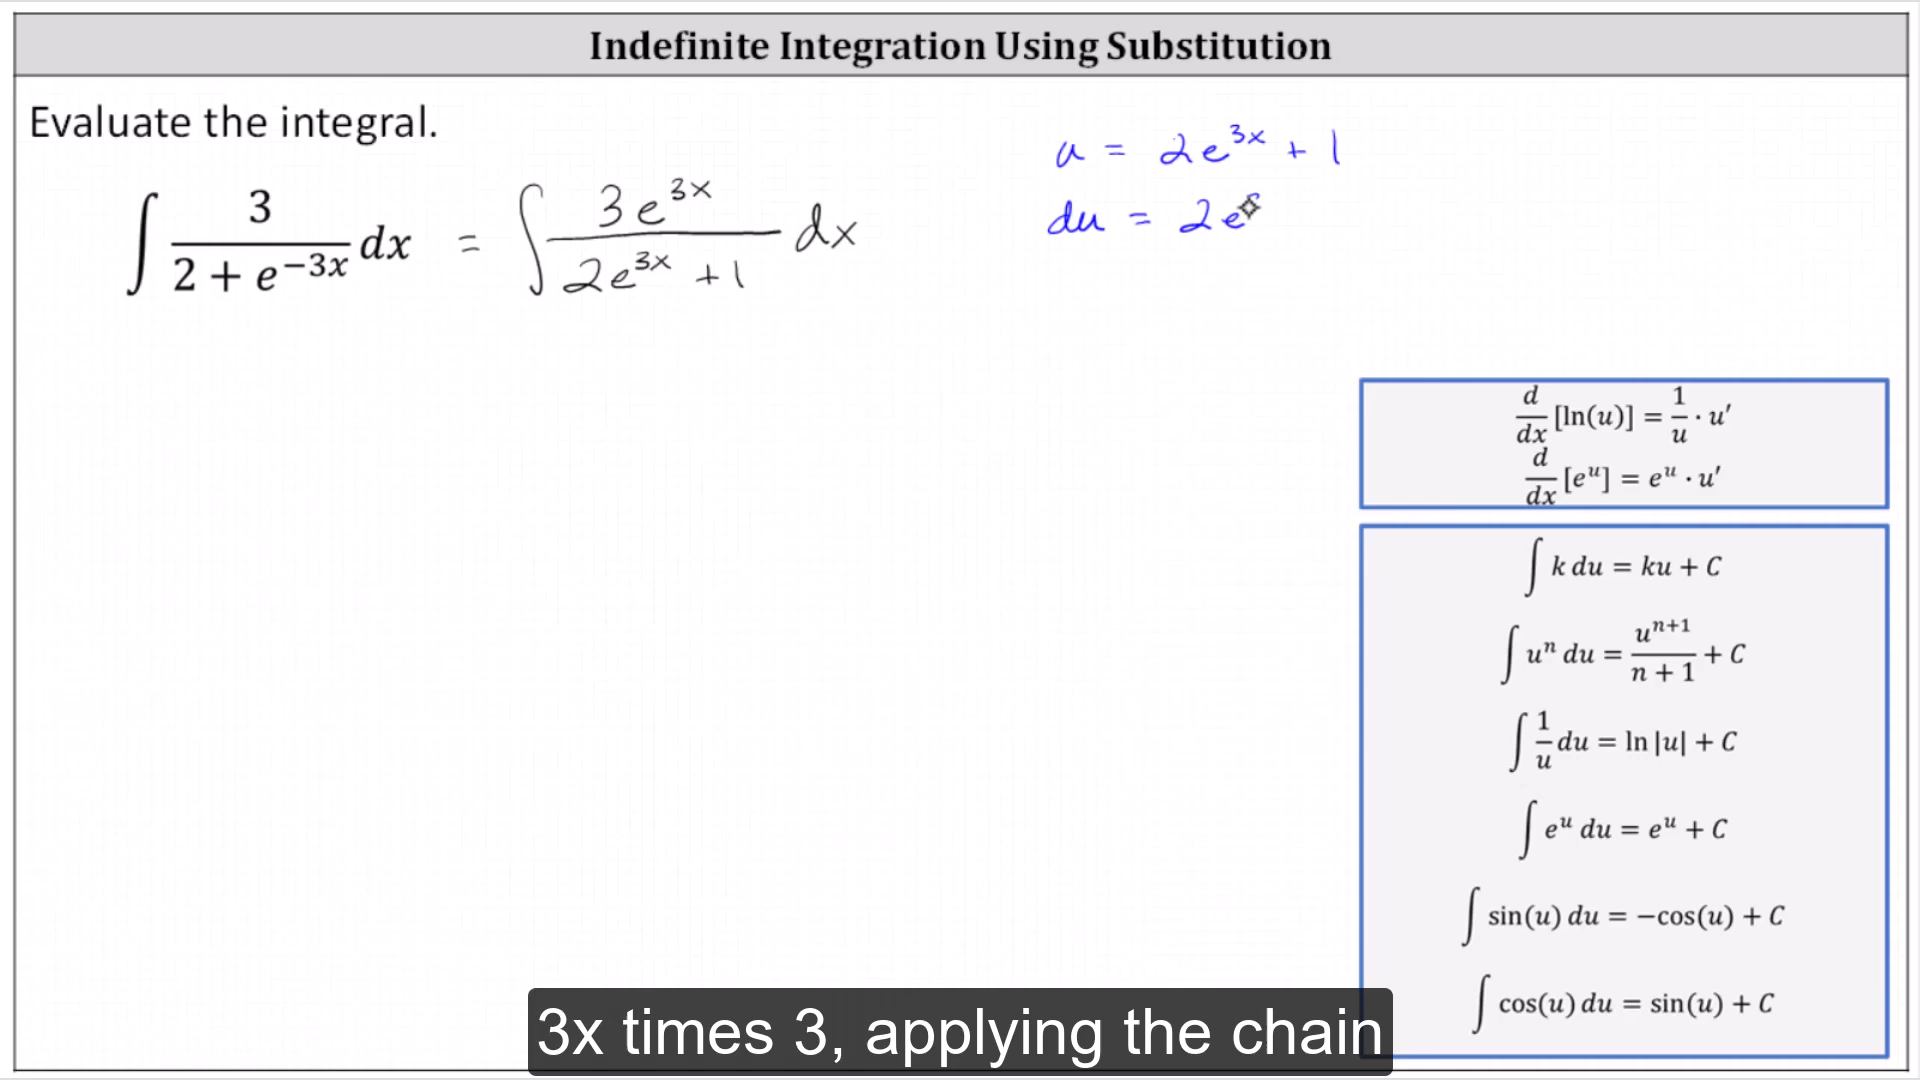 Indefinite Integration Using Substitution
Evaluate the integral.
∫ 3/(2 + e^(−3x)) dx = ∫ 3e^(3x)/(2e^(3x) + 1) dx
u = 2e^(3x) + 1
du = 2e
d/dx [ln(u)] = 1/u · u′
d/dx [e^u] = e^u · u′
∫ k du = ku + C
∫ u^n du = u^(n+1)/(n + 1) + C
∫ 1/u du = ln |u| + C
∫ e^u du = e^u + C
∫ sin(u) du = −cos(u) + C
∫ cos(u) du = sin(u) + C
3x times 3, applying the chain